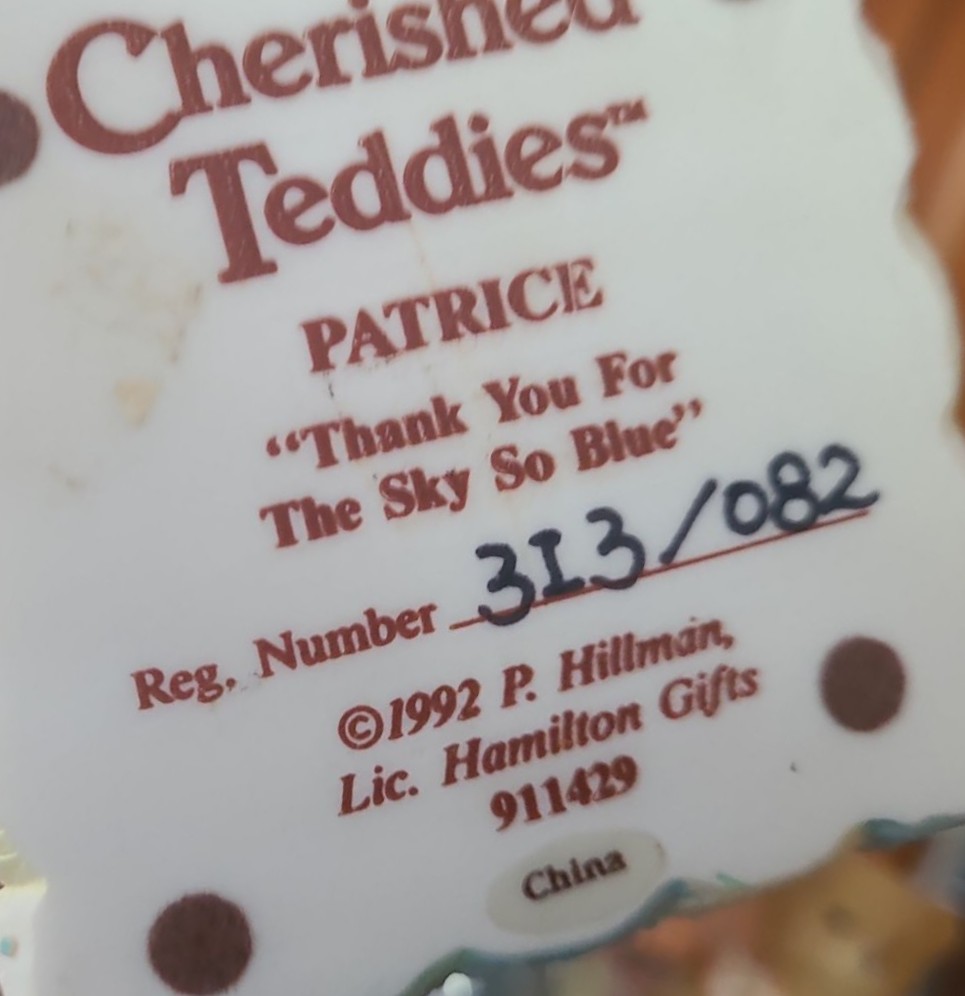 Cherished
Teddies™
PATRICE
“Thank You For
The Sky So Blue”
Reg. Number 313/082
©1992 P. Hillman,
Lic. Hamilton Gifts
911429
China